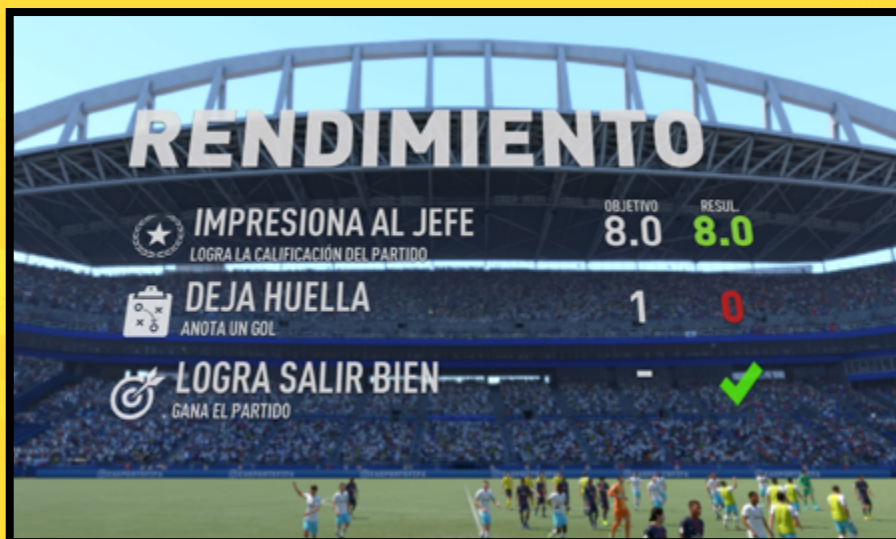 RENDIMIENTO
OBJETIVO RESUL.
IMPRESIONA AL JEFE 8.0 8.0
LOGRA LA CALIFICACIÓN DEL PARTIDO
DEJA HUELLA 1 0
ANOTA UN GOL
LOGRA SALIR BIEN -
GANA EL PARTIDO